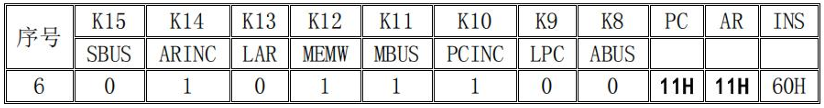 序号 K15 K14 K13 K12 K11 K10 K9 K8 PC AR INS
SBUS ARINC LAR MEMW MBUS PCINC LPC ABUS
6 0 1 0 1 1 1 0 0 11H 11H 60H